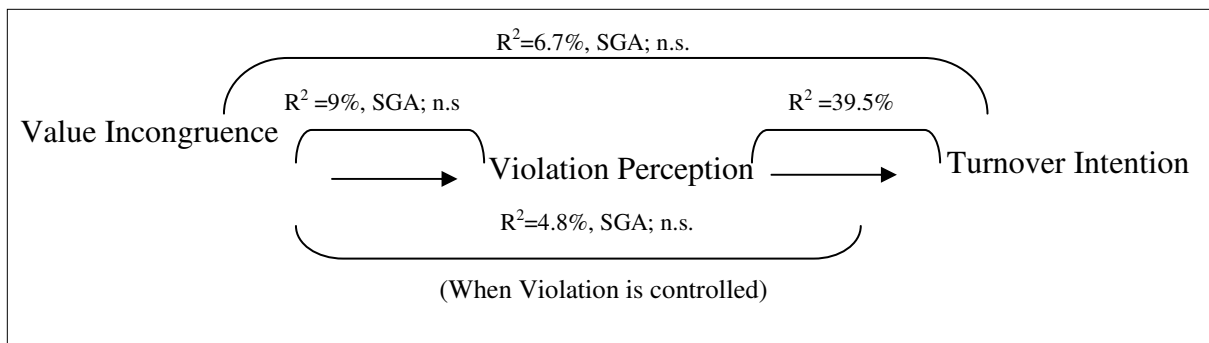 R²=6.7%, SGA; n.s.
R² =9%, SGA; n.s
R² =39.5%
Value Incongruence
Violation Perception
Turnover Intention
R²=4.8%, SGA; n.s.
(When Violation is controlled)